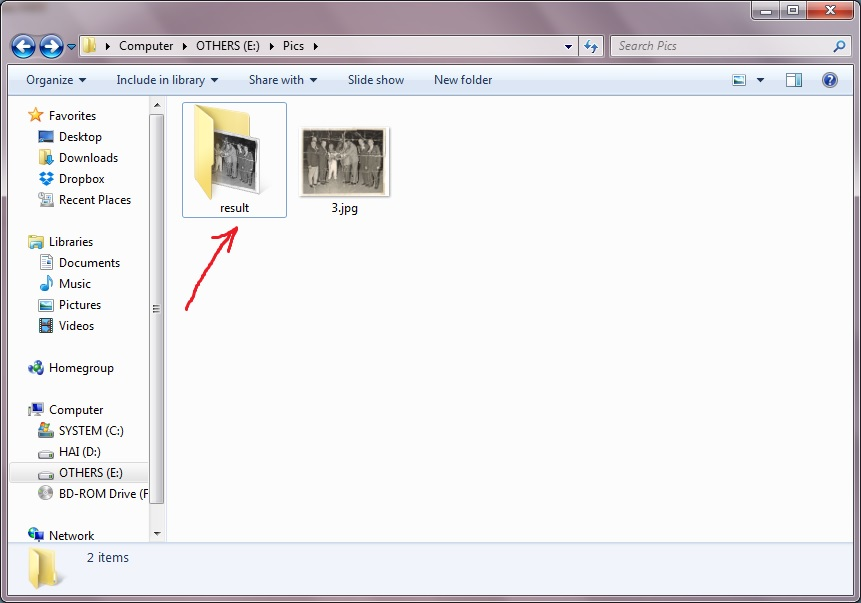 Computer OTHERS (E:) Pics
Search Pics
Organize Include in library Share with Slide show New folder
Favorites
Desktop
Downloads
Dropbox
Recent Places
Libraries
Documents
Music
Pictures
Videos
Homegroup
Computer
SYSTEM (C:)
HAI (D:)
OTHERS (E:)
BD-ROM Drive (F
Network
result
3.jpg
2 items